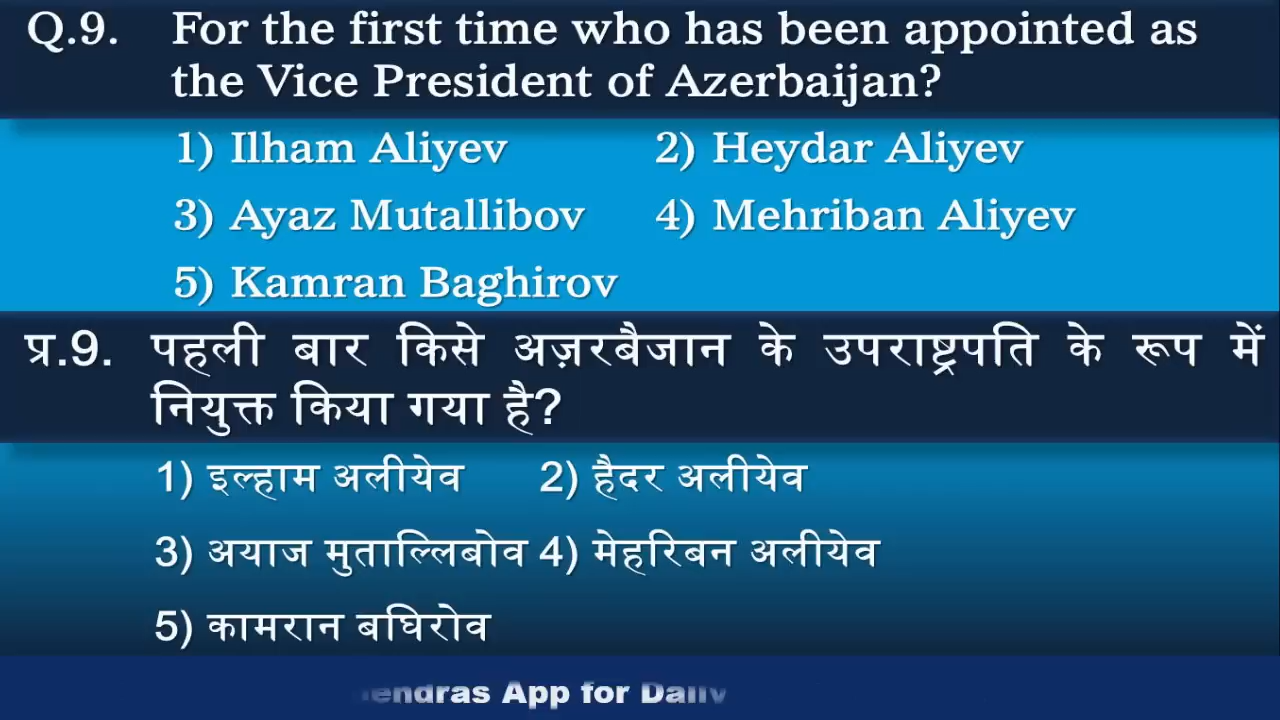 Q.9. For the first time who has been appointed as
the Vice President of Azerbaijan?
1) Ilham Aliyev 2) Heydar Aliyev
3) Ayaz Mutallibov 4) Mehriban Aliyev
5) Kamran Baghirov
प्र.9. पहली बार किसे अज़रबैजान के उपराष्ट्रपति के रूप में
नियुक्त किया गया है?
1) इल्हाम अलीयेव 2) हैदर अलीयेव
3) अयाज मुताल्लिबोव 4) मेहरिबन अलीयेव
5) कामरान बघिरोव
App for